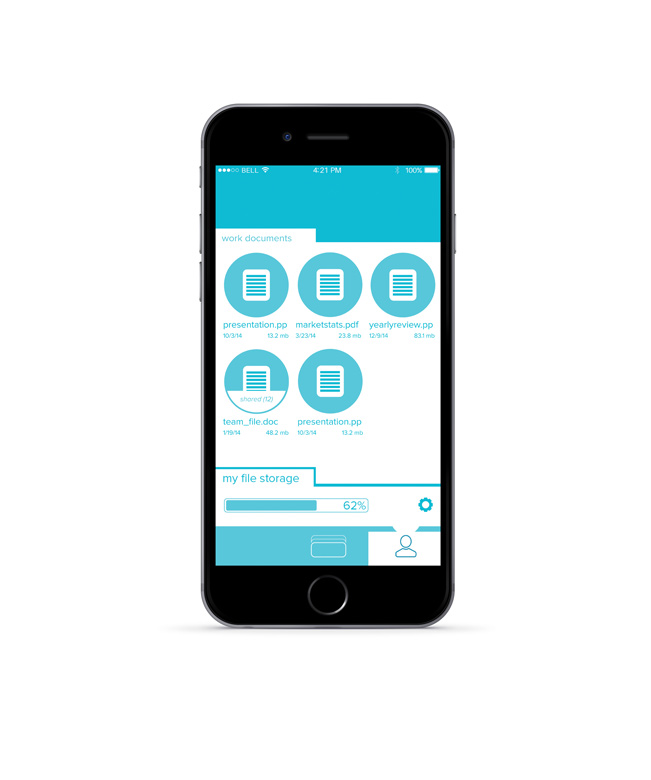 BELL 4:21 PM 100%
work documents
presentation.pp marketstats.pdf yearlyreview.pp
10/3/14 13.2 mb 3/23/14 23.8 mb 12/9/14 83.1 mb
shared (12)
team_file.doc presentation.pp
1/19/14 48.2 mb 10/3/14 13.2 mb
my file storage
62%